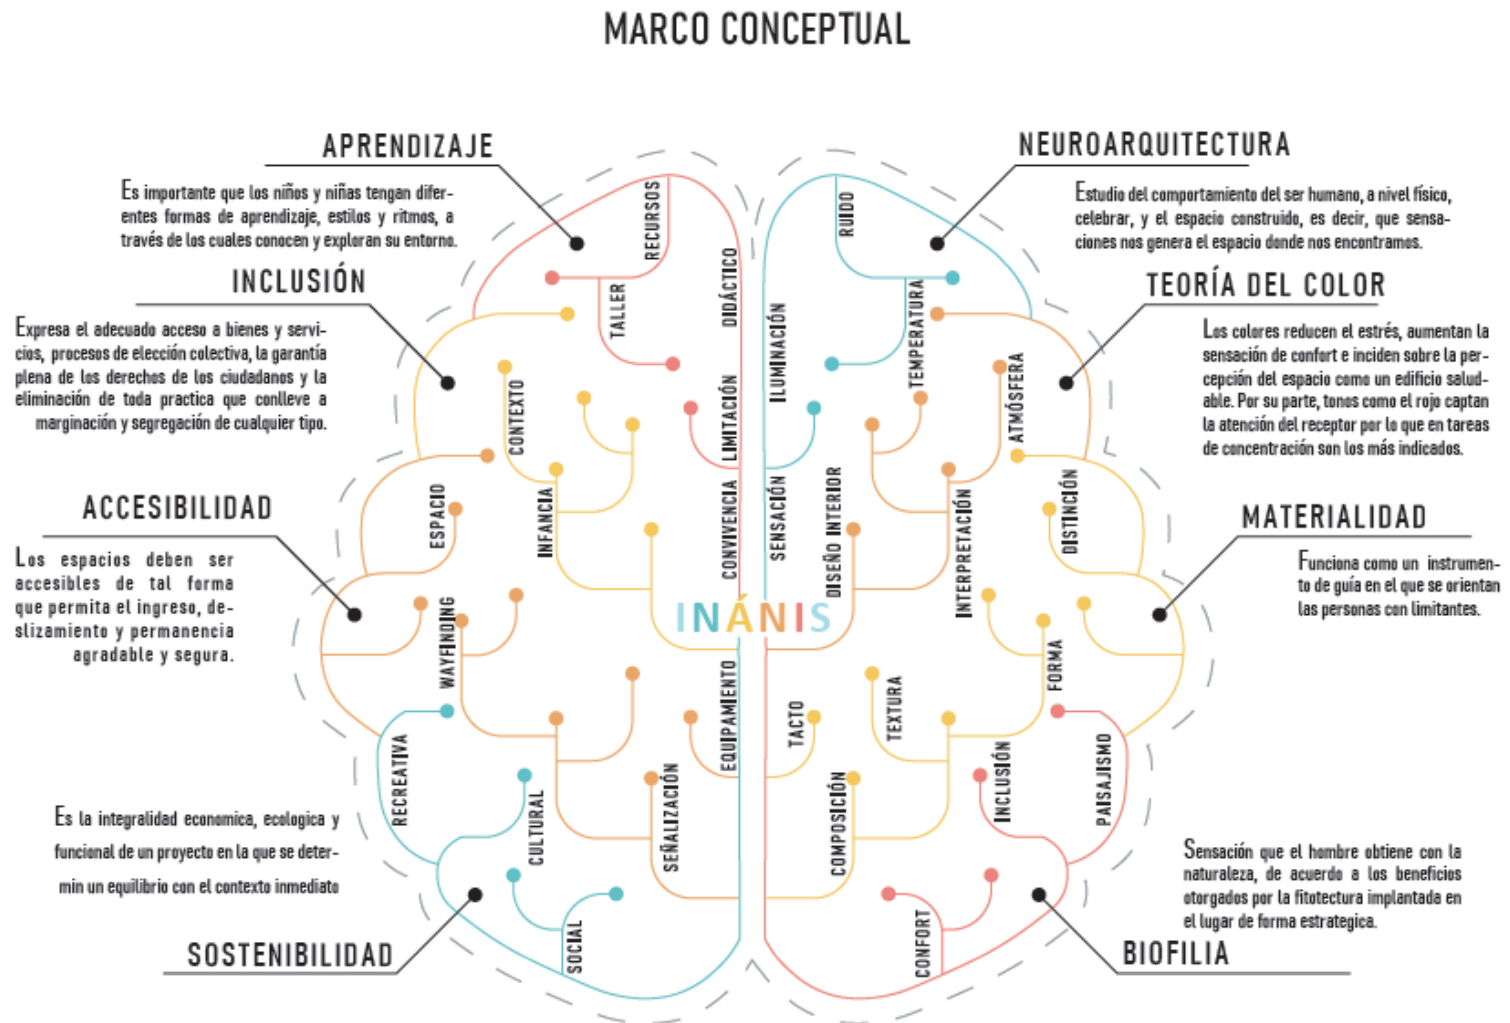 MARCO CONCEPTUAL
APRENDIZAJE
Es importante que los niños y niñas tengan difer-
entes formas de aprendizaje, estilos y ritmos, a
través de los cuales conocen y exploran su entorno.
INCLUSIÓN
Expresa el adecuado acceso a bienes y servi-
cios, procesos de elección colectiva, la garantía
plena de los derechos de los ciudadanos y la
eliminación de toda practica que conlleve a
marginación y segregación de cualquier tipo.
ACCESIBILIDAD
Los espacios deben ser
accesibles de tal forma
que permita el ingreso, de-
slizamiento y permanencia
agradable y segura.
Es la integralidad economica, ecologica y
funcional de un proyecto en la que se deter-
min un equilibrio con el contexto inmediato
SOSTENIBILIDAD
RECURSOS
TALLER
DIDÁCTICO
LIMITACIÓN
CONVIVENCIA
CONTEXTO
INFANCIA
ESPACIO
WAYFINDING
EQUIPAMIENTO
SEÑALIZACIÓN
RECREATIVA
CULTURAL
SOCIAL
INÁNIS
RUIDO
TEMPERATURA
ILUMINACIÓN
SENSACIÓN
ATMÓSFERA
DISEÑO INTERIOR
INTERPRETACIÓN
DISTINCIÓN
FORMA
TEXTURA
TACTO
COMPOSICIÓN
INCLUSIÓN
PAISAJISMO
CONFORT
NEUROARQUITECTURA
Estudio del comportamiento del ser humano, a nivel físico,
celebrar, y el espacio construido, es decir, que sensa-
ciones nos genera el espacio donde nos encontramos.
TEORÍA DEL COLOR
Los colores reducen el estrés, aumentan la
sensación de confort e inciden sobre la per-
cepción del espacio como un edificio salud-
able. Por su parte, tonos como el rojo captan
la atención del receptor por lo que en tareas
de concentración son los más indicados.
MATERIALIDAD
Funciona como un instrumen-
to de guía en el que se orientan
las personas con limitantes.
Sensación que el hombre obtiene con la
naturaleza, de acuerdo a los beneficios
otorgados por la fitotectura implantada en
el lugar de forma estrategica.
BIOFILIA